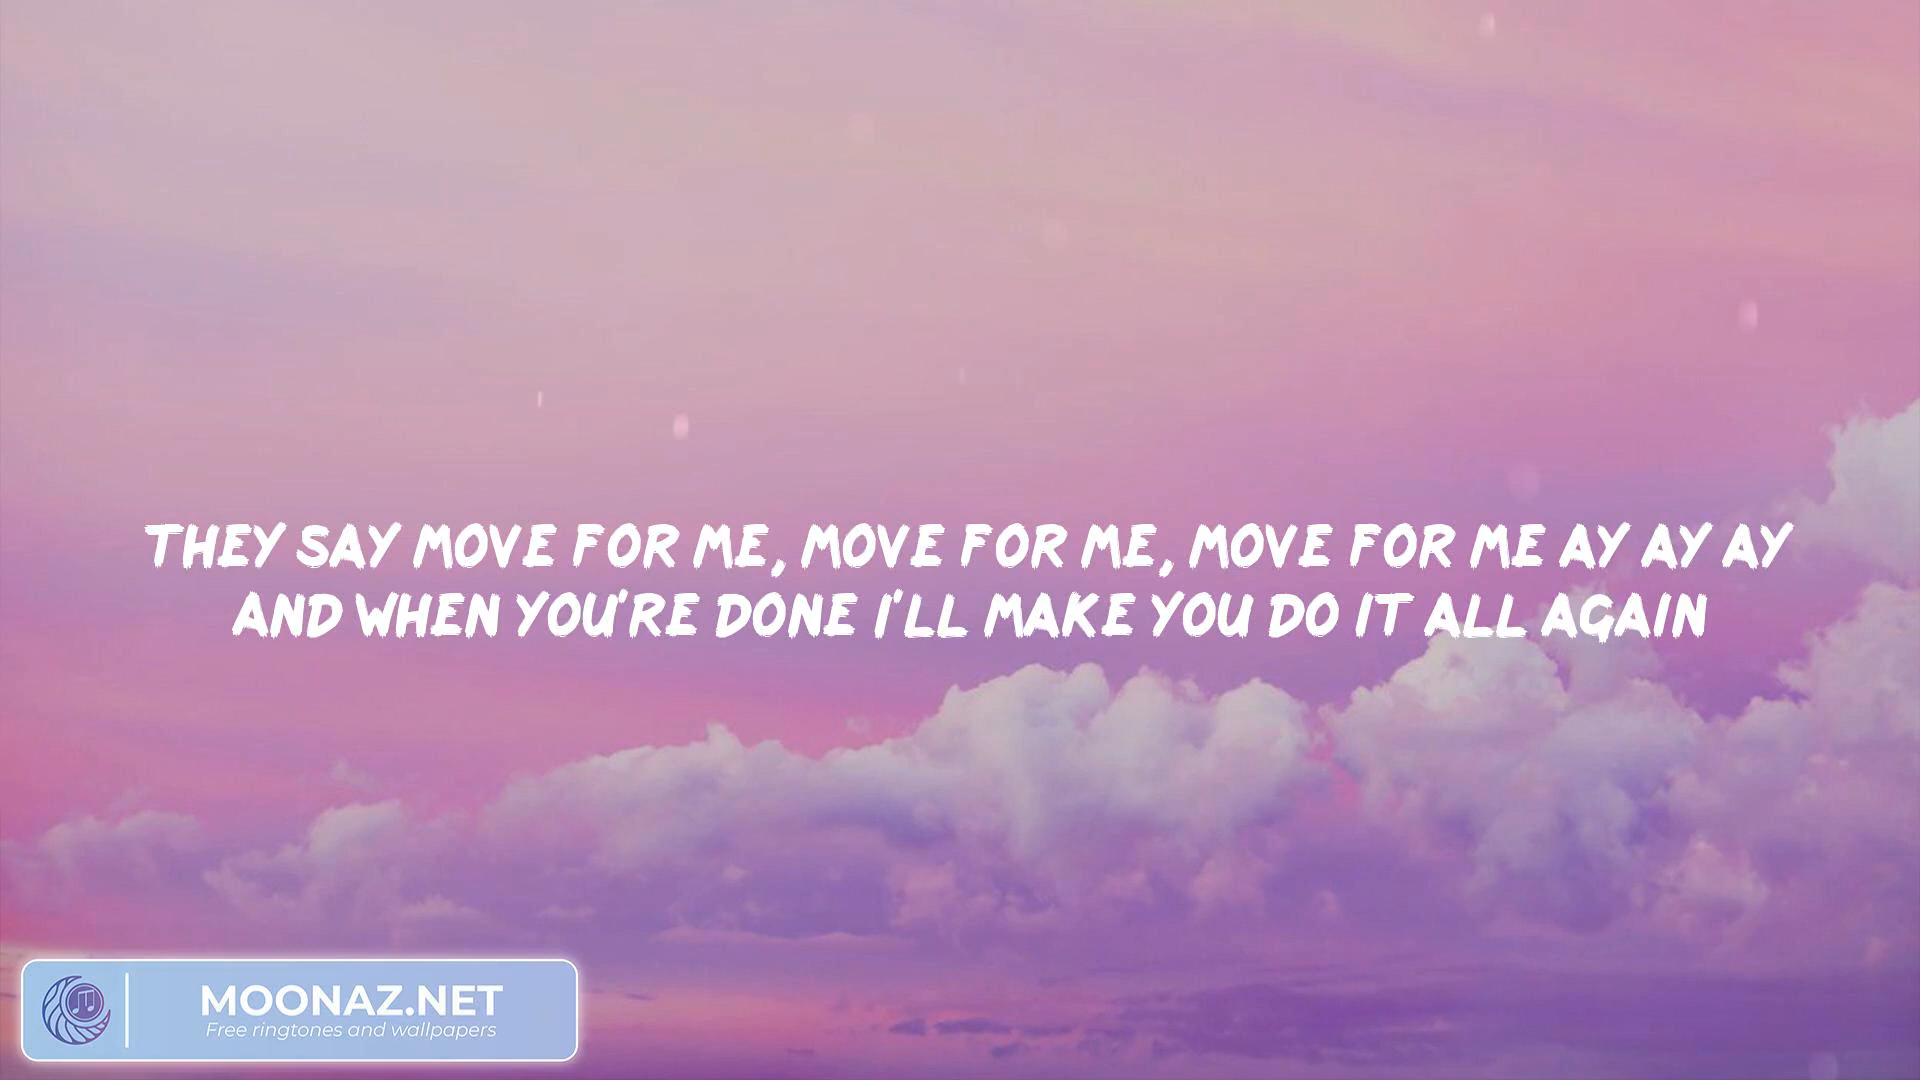 THEY SAY MOVE FOR ME, MOVE FOR ME, MOVE FOR ME AY AY AY
AND WHEN YOU'RE DONE I'LL MAKE YOU DO IT ALL AGAIN
MOONAZ.NET
Free ringtones and wallpapers